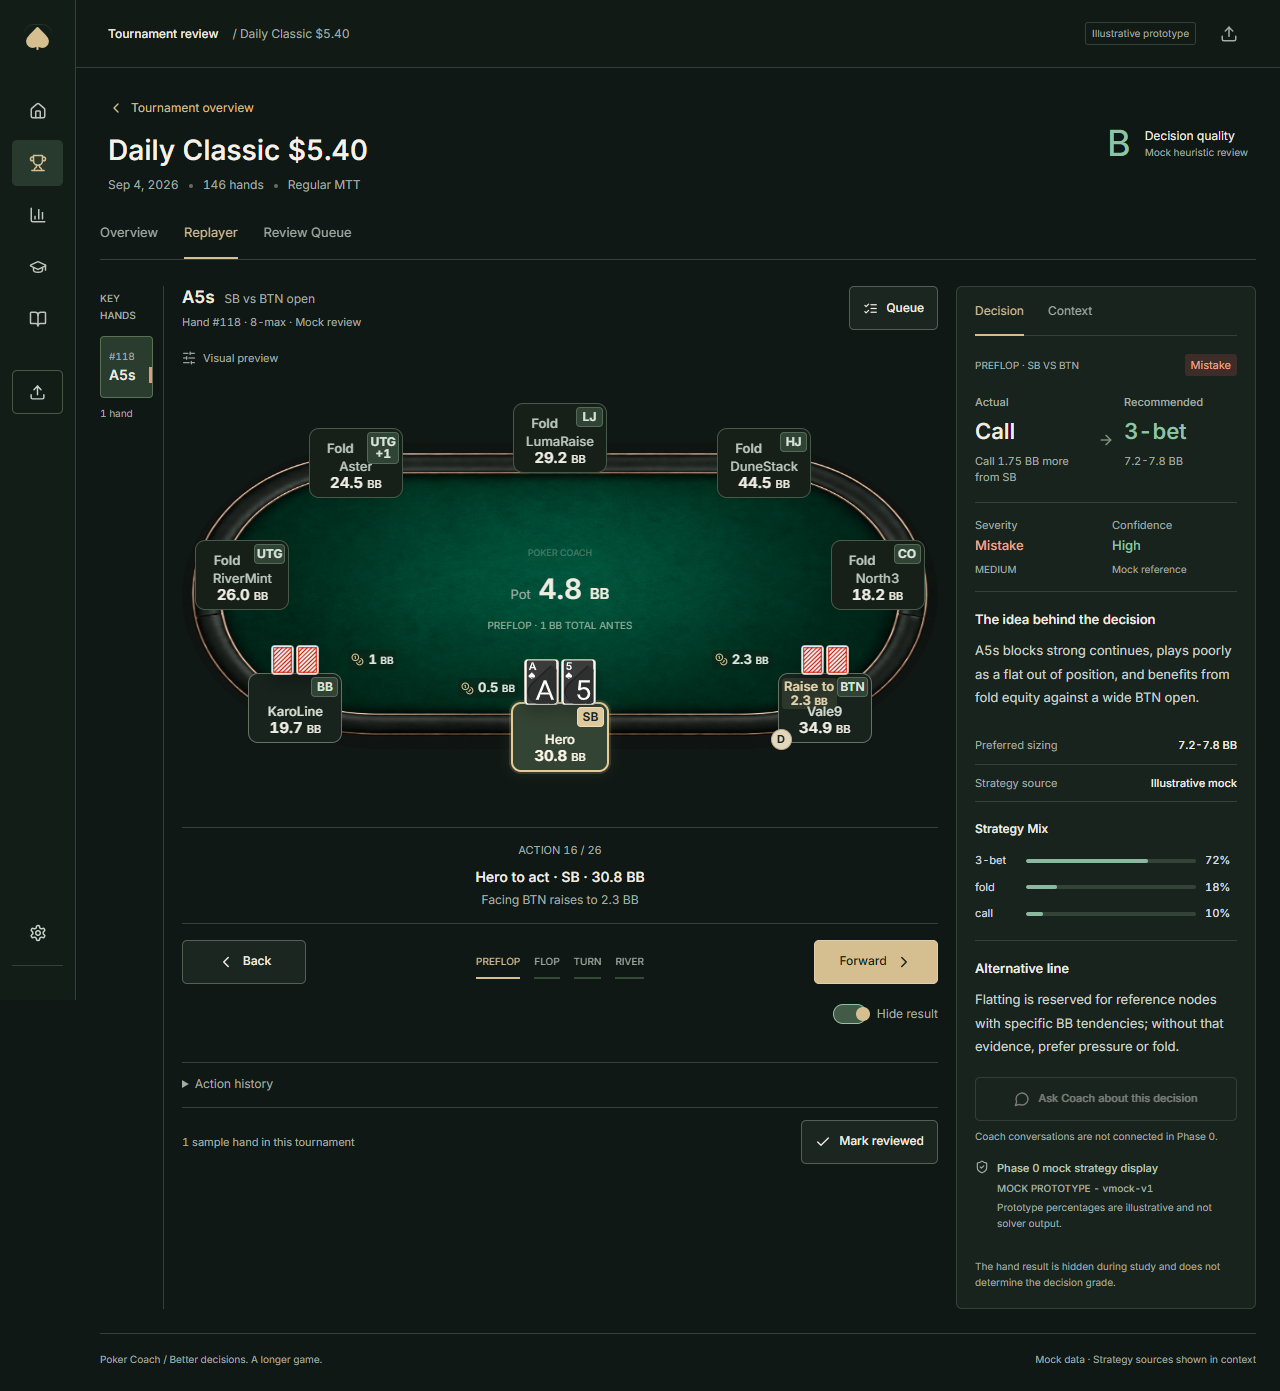 Tournament review / Daily Classic $5.40
Illustrative prototype
Tournament overview
Daily Classic $5.40
Sep 4, 2026 • 146 hands • Regular MTT
B
Decision quality
Mock heuristic review
Overview
Replayer
Review Queue
KEY
HANDS
#118
A5s
1 hand
A5s SB vs BTN open
Hand #118 · 8-max · Mock review
Queue
Visual preview
Fold LJ
LumaRaise
29.2 BB
Fold UTG
+1
Aster
24.5 BB
Fold HJ
DuneStack
44.5 BB
Fold UTG
RiverMint
26.0 BB
Fold CO
North3
18.2 BB
POKER COACH
Pot 4.8 BB
PREFLOP · 1 BB TOTAL ANTES
1 BB
2.3 BB
0.5 BB
A
A
5
5
BB
KaroLine
19.7 BB
SB
Hero
30.8 BB
Raise to BTN
2.3 BB
Vale9
34.9 BB
D
ACTION 16 / 26
Hero to act · SB · 30.8 BB
Facing BTN raises to 2.3 BB
Back
PREFLOP
FLOP
TURN
RIVER
Forward
Hide result
Action history
1 sample hand in this tournament
Mark reviewed
Decision
Context
PREFLOP · SB VS BTN
Mistake
Actual
Call
Call 1.75 BB more
from SB
Recommended
3-bet
7.2-7.8 BB
Severity
Mistake
MEDIUM
Confidence
High
Mock reference
The idea behind the decision
A5s blocks strong continues, plays poorly
as a flat out of position, and benefits from
fold equity against a wide BTN open.
Preferred sizing 7.2-7.8 BB
Strategy source Illustrative mock
Strategy Mix
3-bet 72%
fold 18%
call 10%
Alternative line
Flatting is reserved for reference nodes
with specific BB tendencies; without that
evidence, prefer pressure or fold.
Ask Coach about this decision
Coach conversations are not connected in Phase 0.
Phase 0 mock strategy display
MOCK PROTOTYPE - vmock-v1
Prototype percentages are illustrative and not
solver output.
The hand result is hidden during study and does not
determine the decision grade.
Poker Coach / Better decisions. A longer game.
Mock data · Strategy sources shown in context